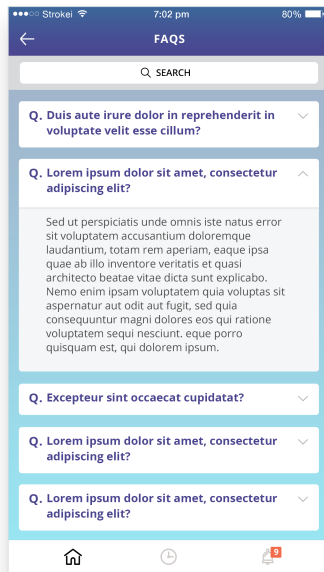 Strokei
7:02 pm
80%
FAQS
SEARCH
Q. Duis aute irure dolor in reprehenderit in
voluptate velit esse cillum?
Q. Lorem ipsum dolor sit amet, consectetur
adipiscing elit?
Sed ut perspiciatis unde omnis iste natus error
sit voluptatem accusantium doloremque
laudantium, totam rem aperiam, eaque ipsa
quae ab illo inventore veritatis et quasi
architecto beatae vitae dicta sunt explicabo.
Nemo enim ipsam voluptatem quia voluptas sit
aspernatur aut odit aut fugit, sed quia
consequuntur magni dolores eos qui ratione
voluptatem sequi nesciunt. eque porro
quisquam est, qui dolorem ipsum.
Q. Excepteur sint occaecat cupidatat?
Q. Lorem ipsum dolor sit amet, consectetur
adipiscing elit?
Q. Lorem ipsum dolor sit amet, consectetur
adipiscing elit?
9